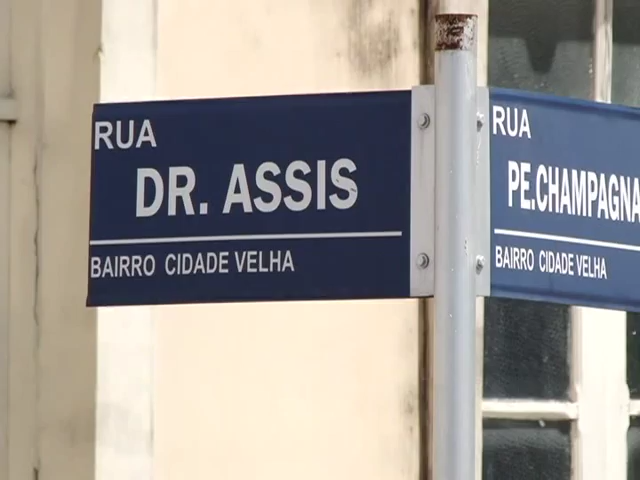 RUA
DR. ASSIS
BAIRRO CIDADE VELHA
RUA
PE.CHAMPAGNA
BAIRRO CIDADE VELHA